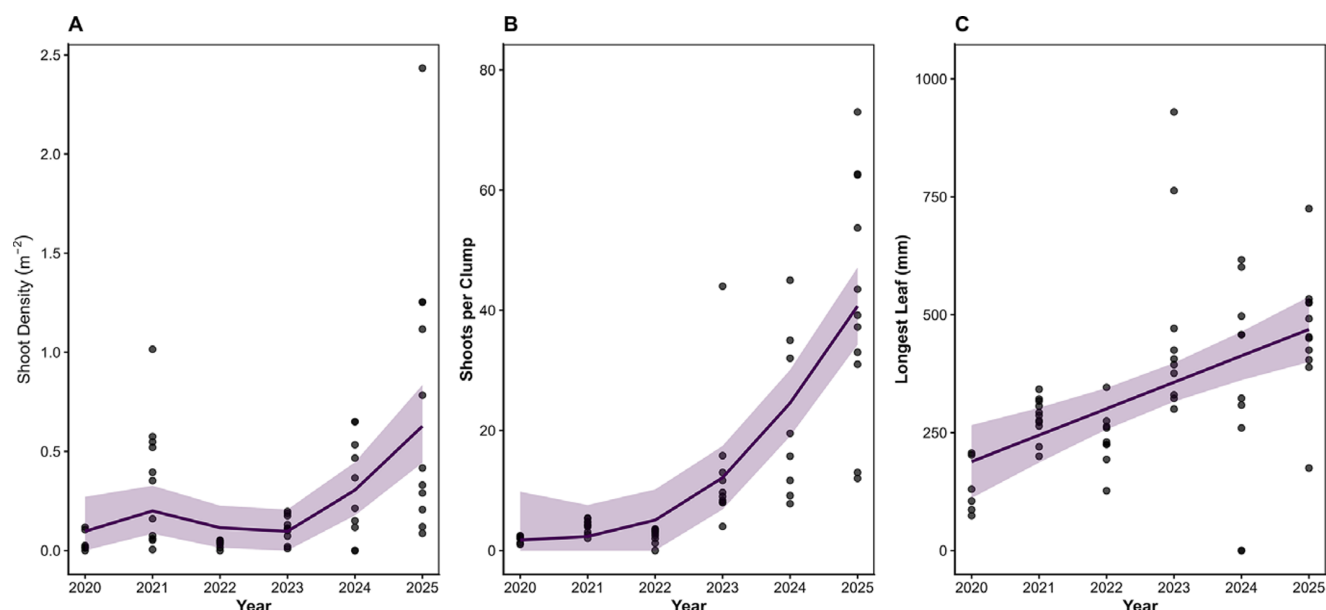 A
B
C
Shoot Density (m⁻²)
2.5
2.0
1.5
1.0
0.5
0.0
2020 2021 2022 2023 2024 2025
Year
Shoots per Clump
80
60
40
20
0
2020 2021 2022 2023 2024 2025
Year
Longest Leaf (mm)
1000
750
500
250
0
2020 2021 2022 2023 2024 2025
Year